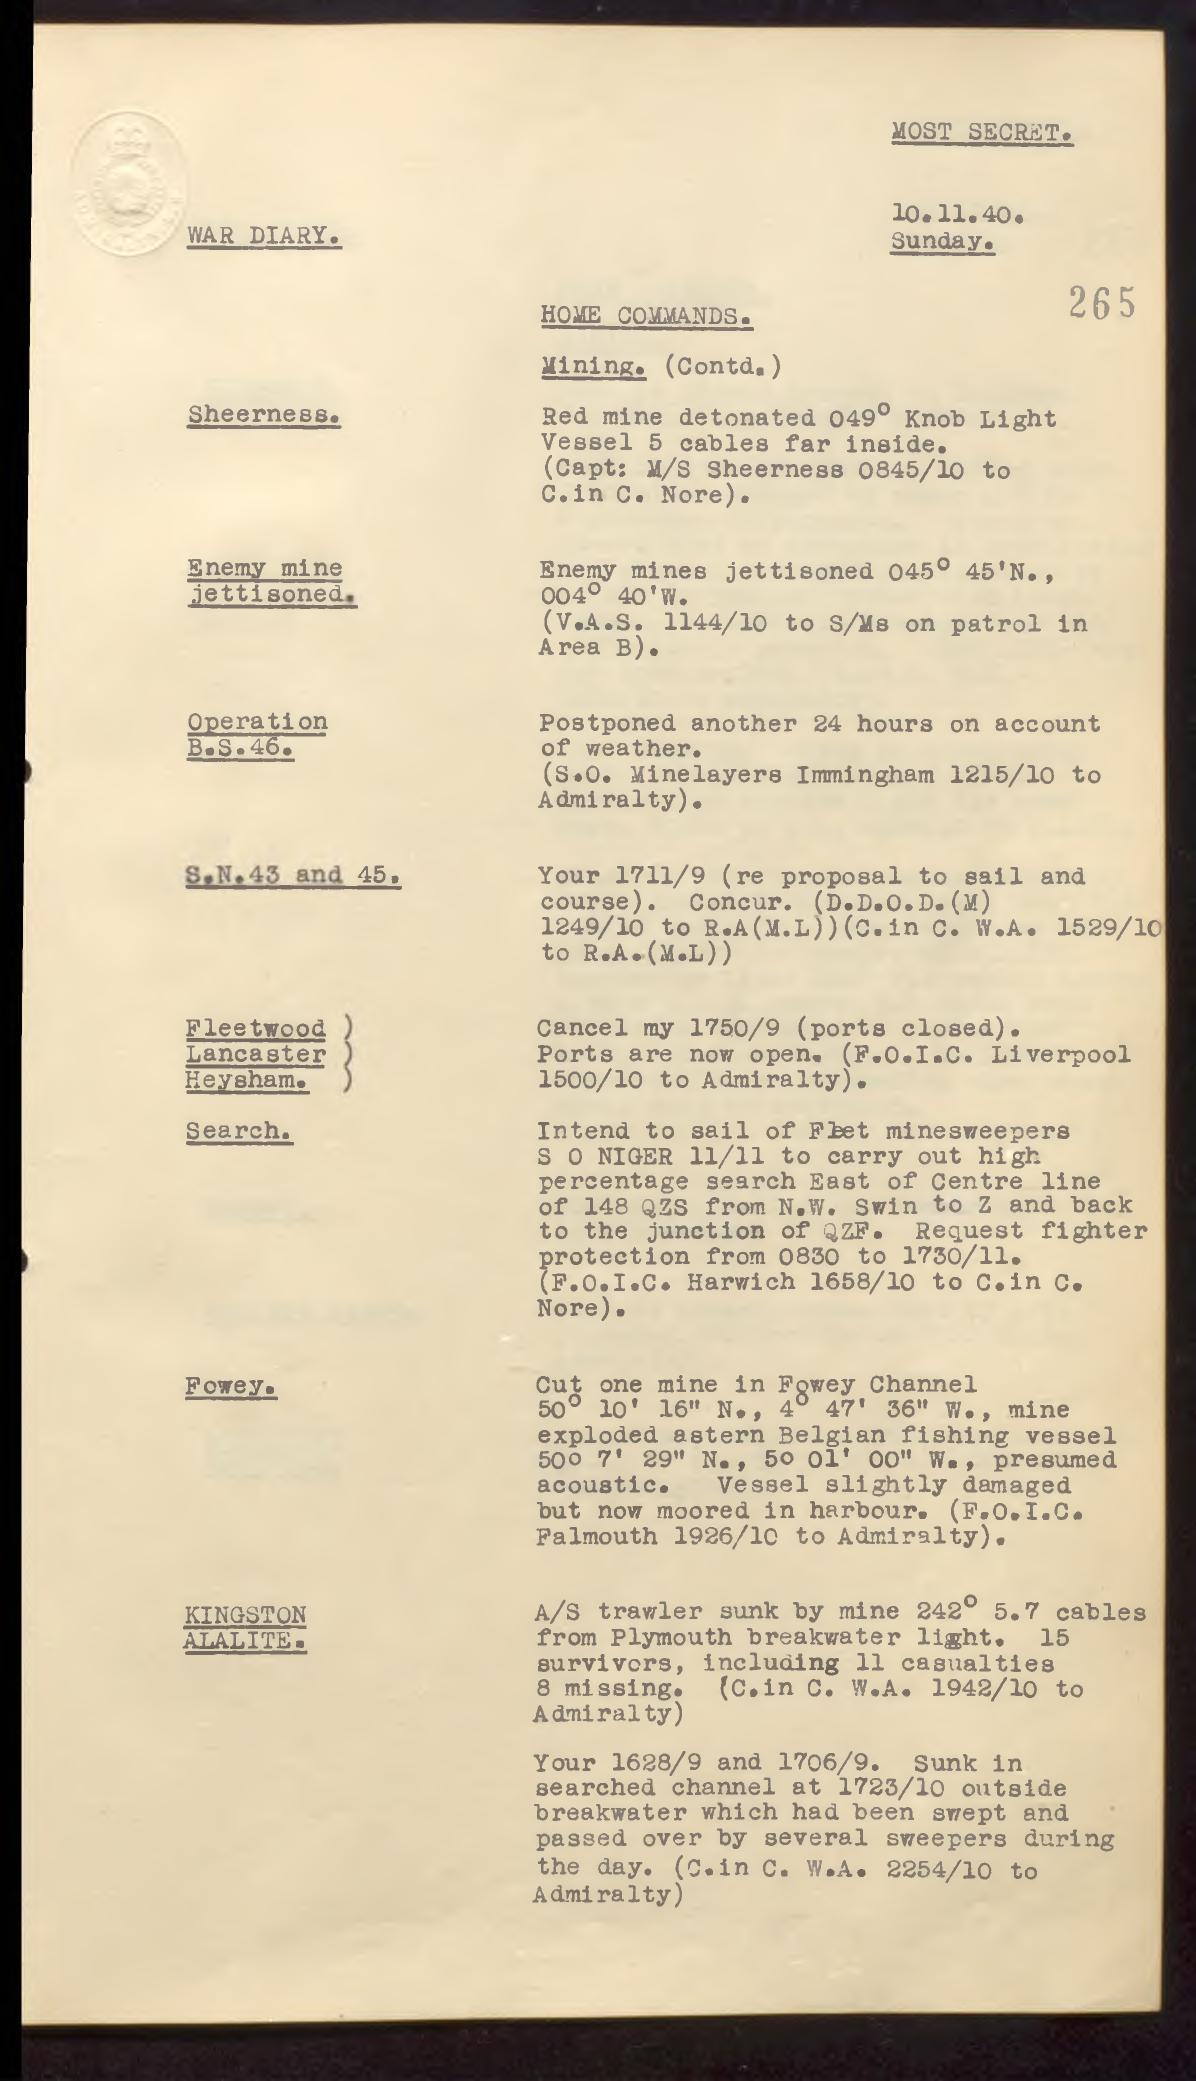 MOST SECRET.
10.11.40.
WAR DIARY.
Sunday.
265
HOME COMMANDS.
Mining. (Contd.)
Sheerness.
Red mine detonated 049° Knob Light
Vessel 5 cables far inside.
(Capt: M/S Sheerness 0845/10 to
C.in C. Nore).
Enemy mine
jettisoned.
Enemy mines jettisoned 045° 45'N.,
004° 40'W.
(V.A.S. 1144/10 to S/Ms on patrol in
Area B).
Operation
B.S.46.
Postponed another 24 hours on account
of weather.
(S.O. Minelayers Immingham 1215/10 to
Admiralty).
S.N.43 and 45.
Your 1711/9 (re proposal to sail and
course). Concur. (D.D.O.D.(M)
1249/10 to R.A(M.L))(C.in C. W.A. 1529/10
to R.A.(M.L))
Fleetwood )
Lancaster )
Heysham. )
Cancel my 1750/9 (ports closed).
Ports are now open. (F.O.I.C. Liverpool
1500/10 to Admiralty).
Search.
Intend to sail of Fleet minesweepers
S O NIGER 11/11 to carry out high
percentage search East of Centre line
of 148 QZS from N.W. Swin to Z and back
to the junction of QZF. Request fighter
protection from 0830 to 1730/11.
(F.O.I.C. Harwich 1658/10 to C.in C.
Nore).
Fowey.
Cut one mine in Fowey Channel
50° 10' 16" N., 4° 47' 36" W., mine
exploded astern Belgian fishing vessel
50o 7' 29" N., 5o 01' 00" W., presumed
acoustic. Vessel slightly damaged
but now moored in harbour. (F.O.I.C.
Falmouth 1926/10 to Admiralty).
KINGSTON
ALALITE.
A/S trawler sunk by mine 242° 5.7 cables
from Plymouth breakwater light. 15
survivors, including 11 casualties
8 missing. (C.in C. W.A. 1942/10 to
Admiralty)
Your 1628/9 and 1706/9. Sunk in
searched channel at 1723/10 outside
breakwater which had been swept and
passed over by several sweepers during
the day. (C.in C. W.A. 2254/10 to
Admiralty)